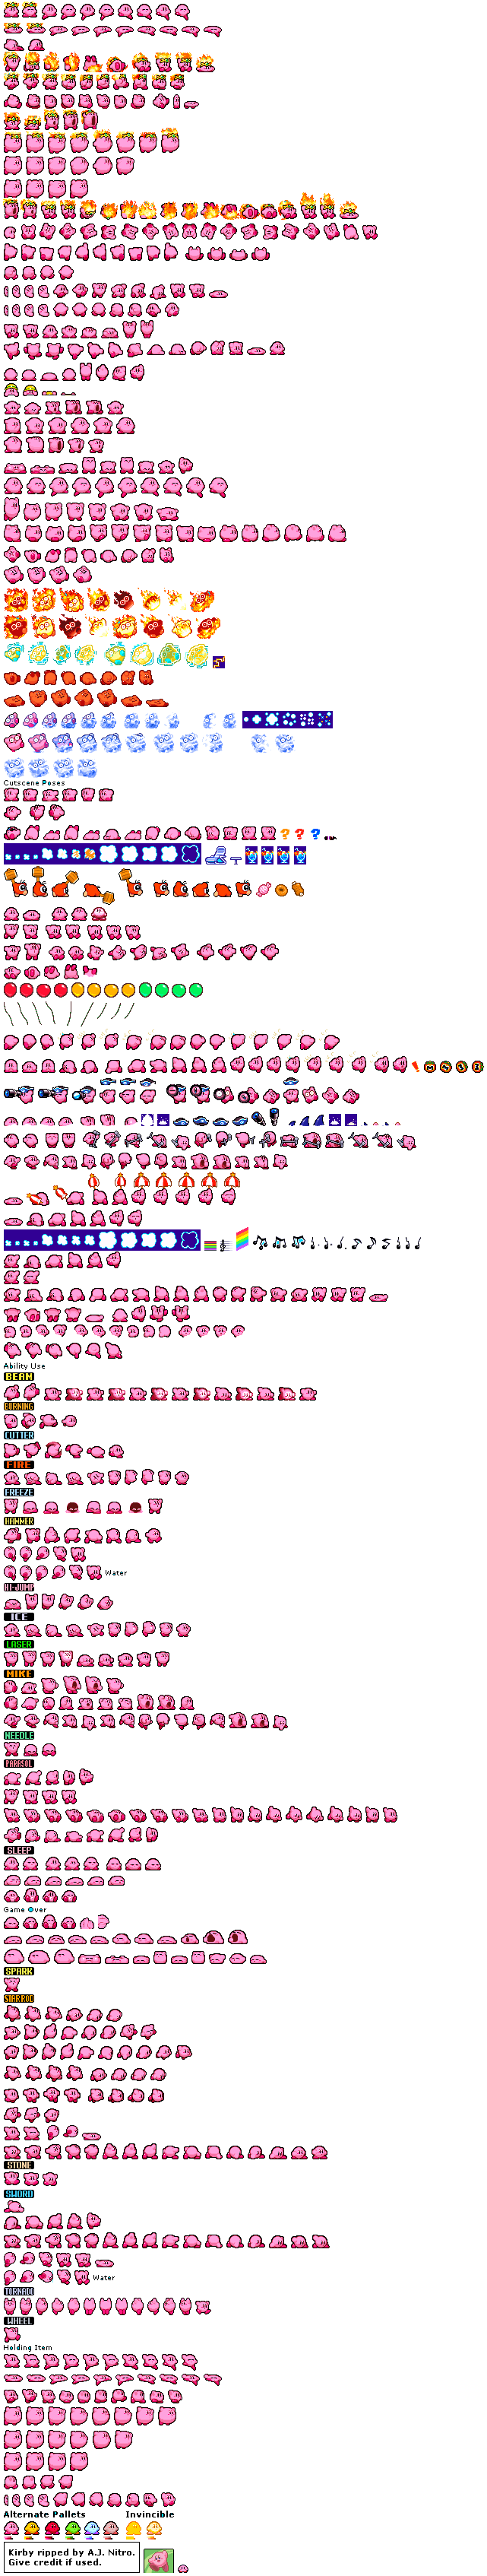 Cutscene Poses
Ability Use
BEAM
BURNING
CUTTER
FIRE
FREEZE
HAMMER
Water
HI-JUMP
ICE
LASER
MIKE
NEEDLE
PARASOL
SLEEP
Game Over
SPARK
STAR ROD
STONE
SWORD
Water
TORNADO
WHEEL
Holding Item
Alternate Pallets Invincible
Kirby ripped by A.J. Nitro.
Give credit if used.